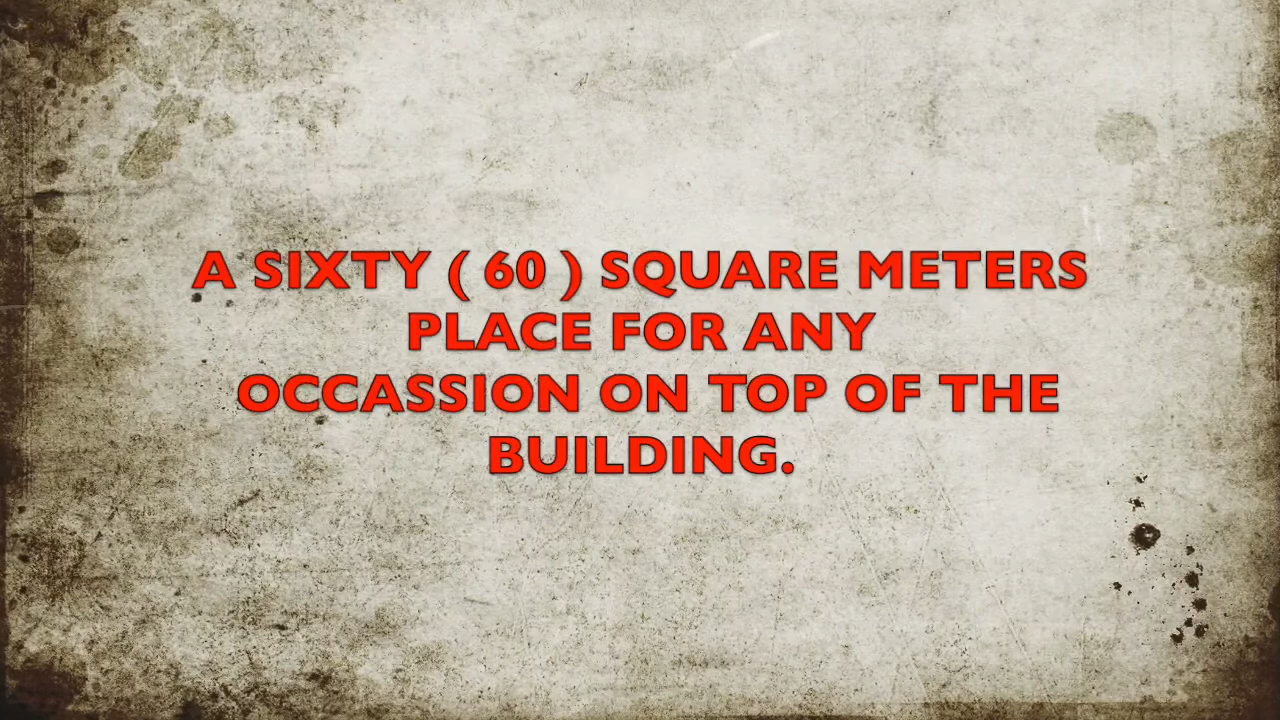 A SIXTY ( 60 ) SQUARE METERS
PLACE FOR ANY
OCCASSION ON TOP OF THE
BUILDING.